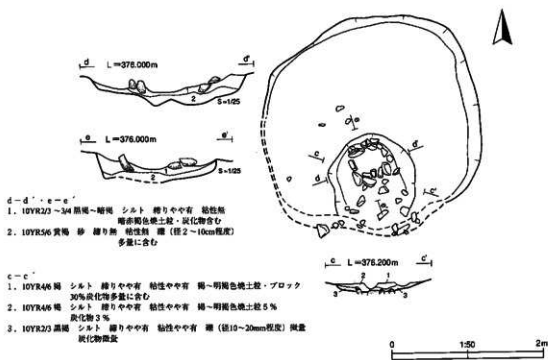 d d'
L=376.000m
2
S=1/25
e e'
L=376.000m
2
S=1/25
d-d'・e-e'
1. 10YR2/3~3/4 黒褐~暗褐 シルト 締りやや有 粘性無
暗赤褐色焼土粒・炭化物含む
2. 10YR5/6 黄褐 砂 締り無 粘性無 礫(径2~10cm程度)
多量に含む
c-c'
1. 10YR4/6 褐 シルト 締りやや有 粘性やや有 褐~明褐色焼土粒・ブロック
30%炭化物多量に含む
2. 10YR4/6 褐 シルト 締りやや有 粘性やや有 褐~明褐色焼土粒5%
炭化物3%
3. 10YR2/3 黒褐 シルト 締りやや有 粘性やや有 礫(径10~20mm程度)微量
炭化物微量
e
c
d
d'
c'
c L=376.200m c'
2 1
3 3
0 1:50 2m